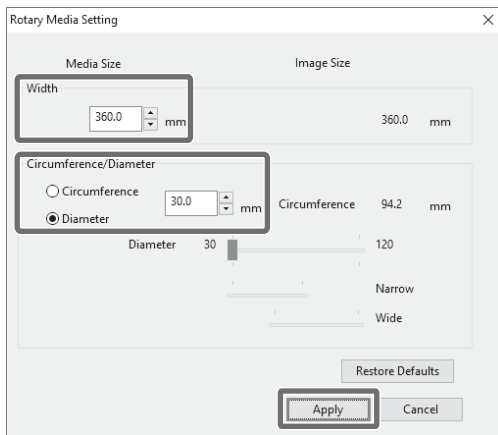 Rotary Media Setting
Media Size Image Size
Width
360.0 mm 360.0 mm
Circumference/Diameter
Circumference
30.0 mm Circumference 94.2 mm
Diameter
Diameter 30 120
Narrow
Wide
Restore Defaults
Apply Cancel